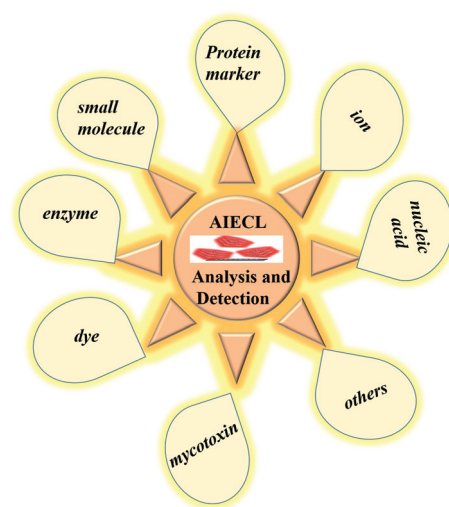 Protein
marker
ion
nucleic
acid
others
mycotoxin
dye
enzyme
small
molecule
AIECL
Analysis and
Detection